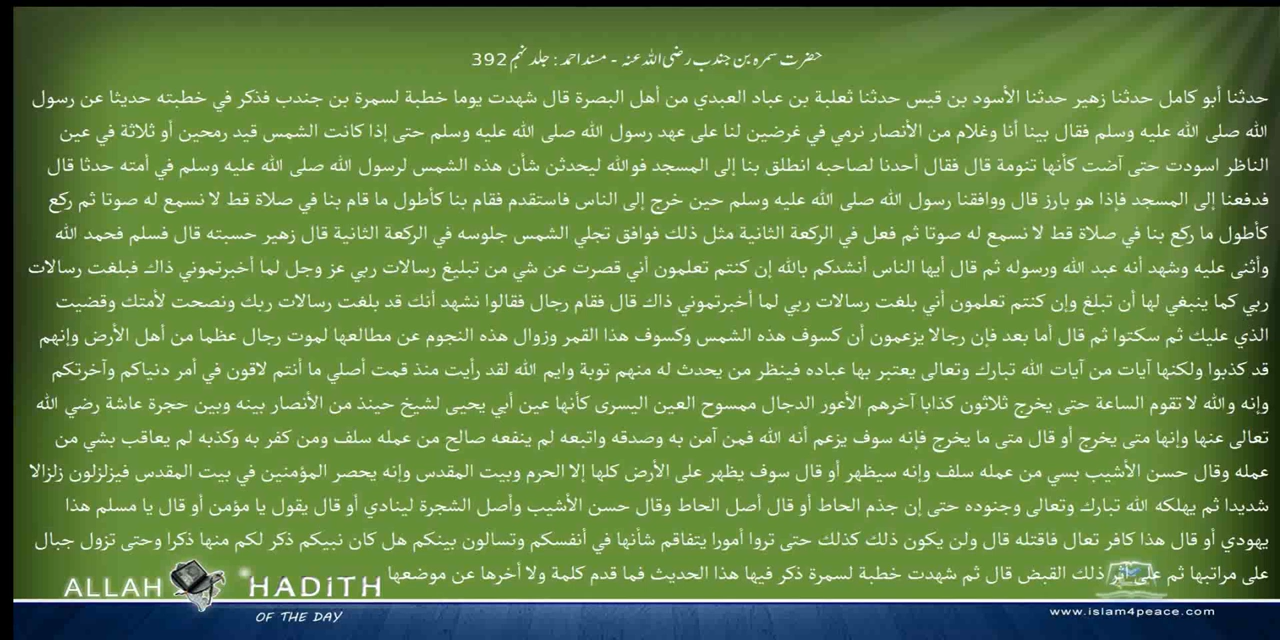 حضرت سمرہ بن جندب رضی اللہ عنہ - مسند احمد : جلد نہم 392
حدثنا أبو كامل حدثنا زهير حدثنا الأسود بن قيس حدثنا ثعلبة بن عباد العبدي من أهل البصرة قال شهدت يوما خطبة لسمرة بن جندب فذكر في خطبته حديثا عن رسول
الله صلى الله عليه وسلم فقال بينا أنا وغلام من الأنصار نرمي في غرضين لنا على عهد رسول الله صلى الله عليه وسلم حتى إذا كانت الشمس قيد رمحين أو ثلاثة في عين
الناظر اسودت حتى آضت كأنها تنومة قال فقال أحدنا لصاحبه انطلق بنا إلى المسجد فوالله ليحدثن شأن هذه الشمس لرسول الله صلى الله عليه وسلم في أمته حدثا قال
فدفعنا إلى المسجد فإذا هو بارز قال ووافقنا رسول الله صلى الله عليه وسلم حين خرج إلى الناس فاستقدم فقام بنا كأطول ما قام بنا في صلاة قط لا نسمع له صوتا ثم ركع
كأطول ما ركع بنا في صلاة قط لا نسمع له صوتا ثم فعل في الركعة الثانية مثل ذلك فوافق تجلي الشمس جلوسه في الركعة الثانية قال زهير حسبته قال فسلم فحمد الله
وأثنى عليه وشهد أنه عبد الله ورسوله ثم قال أيها الناس أنشدكم بالله إن كنتم تعلمون أني قصرت عن شي من تبليغ رسالات ربي عز وجل لما أخبرتموني ذاك فبلغت رسالات
ربي كما ينبغي لها أن تبلغ وإن كنتم تعلمون أني بلغت رسالات ربي لما أخبرتموني ذاك قال فقام رجال فقالوا نشهد أنك قد بلغت رسالات ربك ونصحت لأمتك وقضيت
الذي عليك ثم سكتوا ثم قال أما بعد فإن رجالا يزعمون أن كسوف هذه الشمس وكسوف هذا القمر وزوال هذه النجوم عن مطالعها لموت رجال عظما من أهل الأرض وإنهم
قد كذبوا ولكنها آيات من آيات الله تبارك وتعالى يعتبر بها عباده فينظر من يحدث له منهم توبة وايم الله لقد رأيت منذ قمت أصلي ما أنتم لاقون في أمر دنياكم وآخرتكم
وإنه والله لا تقوم الساعة حتى يخرج ثلاثون كذابا آخرهم الأعور الدجال ممسوح العين اليسرى كأنها عين أبي يحيى لشيخ حينذ من الأنصار بينه وبين حجرة عاشة رضي الله
تعالى عنها وإنها متى يخرج أو قال متى ما يخرج فإنه سوف يزعم أنه الله فمن آمن به وصدقه واتبعه لم ينفعه صالح من عمله سلف ومن كفر به وكذبه لم يعاقب بشي من
عمله وقال حسن الأشيب بسي من عمله سلف وإنه سيظهر أو قال سوف يظهر على الأرض كلها إلا الحرم وبيت المقدس وإنه يحصر المؤمنين في بيت المقدس فيزلزلون زلزالا
شديدا ثم يهلكه الله تبارك وتعالى وجنوده حتى إن جذم الحاط أو قال أصل الحاط وقال حسن الأشيب وأصل الشجرة لينادي أو قال يقول يا مؤمن أو قال يا مسلم هذا
يهودي أو قال هذا كافر تعال فاقتله قال ولن يكون ذلك كذلك حتى تروا أمورا يتفاقم شأنها في أنفسكم وتسالون بينكم هل كان نبيكم ذكر لكم منها ذكرا وحتى تزول جبال
على مراتبها ثم على أثر ذلك القبض قال ثم شهدت خطبة لسمرة ذكر فيها هذا الحديث فما قدم كلمة ولا أخرها عن موضعها
ALLAH HADITH
OF THE DAY
www.islam4peace.com